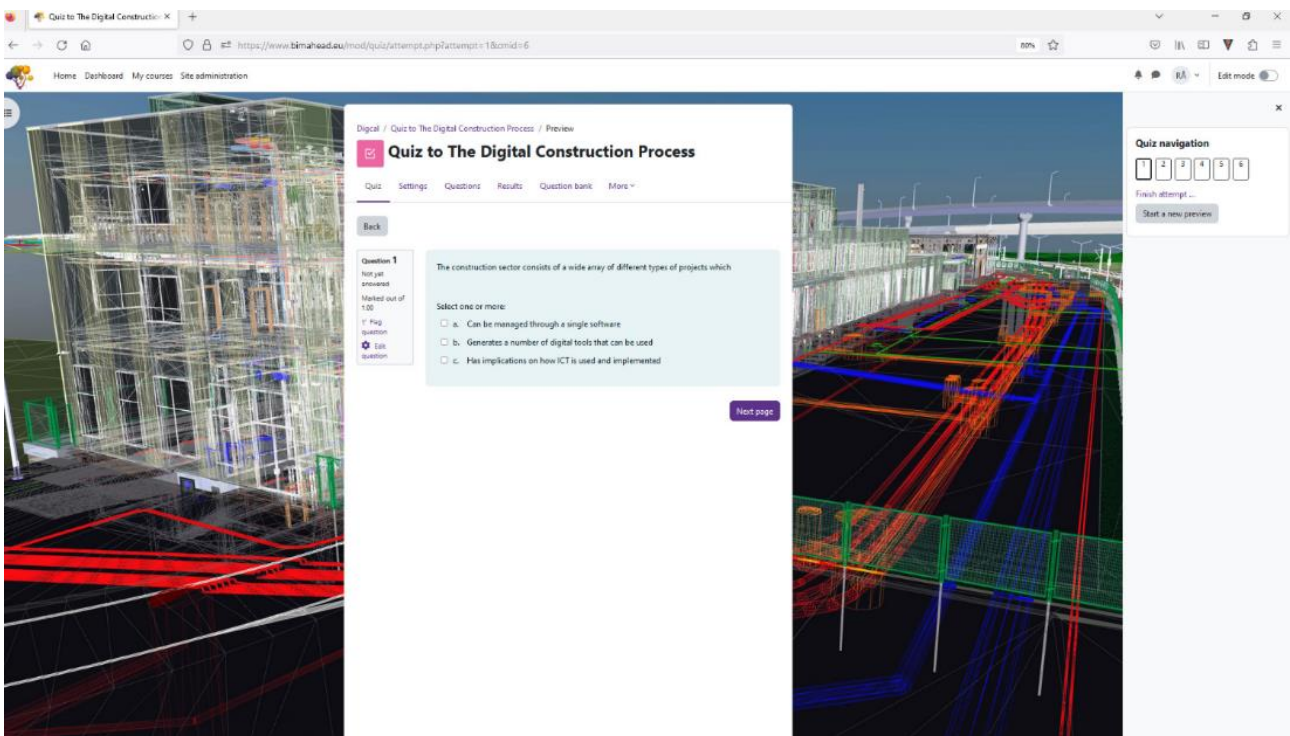 Quiz to The Digital Constructio
https://www.bimahead.eu/mod/quiz/attempt.php?attempt=1&cmid=6
80%
Home Dashboard My courses Site administration
RÅ
Edit mode
Digcal / Quiz to The Digital Construction Process / Preview
Quiz to The Digital Construction Process
Quiz Settings Questions Results Question bank More
Back
Question 1
Not yet
answered
Marked out of
1.00
Flag
question
Edit
question
The construction sector consists of a wide array of different types of projects which
Select one or more:
a. Can be managed through a single software
b. Generates a number of digital tools that can be used
c. Has implications on how ICT is used and implemented
Next page
Quiz navigation
1 2 3 4 5 6
Finish attempt ...
Start a new preview